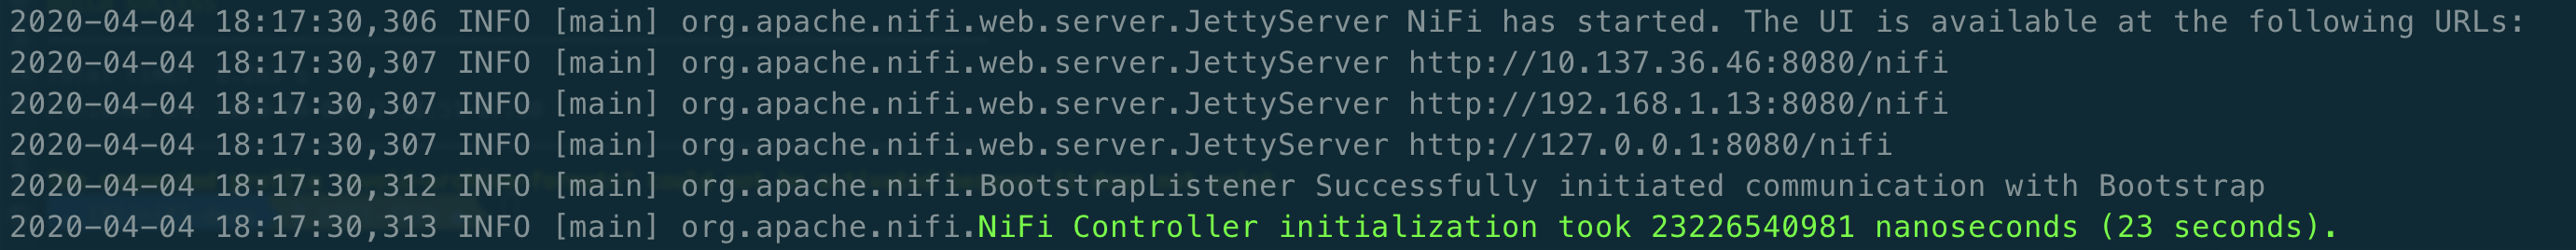 2020-04-04 18:17:30,306 INFO [main] org.apache.nifi.web.server.JettyServer NiFi has started. The UI is available at the following URLs:
2020-04-04 18:17:30,307 INFO [main] org.apache.nifi.web.server.JettyServer http://10.137.36.46:8080/nifi
2020-04-04 18:17:30,307 INFO [main] org.apache.nifi.web.server.JettyServer http://192.168.1.13:8080/nifi
2020-04-04 18:17:30,307 INFO [main] org.apache.nifi.web.server.JettyServer http://127.0.0.1:8080/nifi
2020-04-04 18:17:30,312 INFO [main] org.apache.nifi.BootstrapListener Successfully initiated communication with Bootstrap
2020-04-04 18:17:30,313 INFO [main] org.apache.nifi.NiFi Controller initialization took 23226540981 nanoseconds (23 seconds).